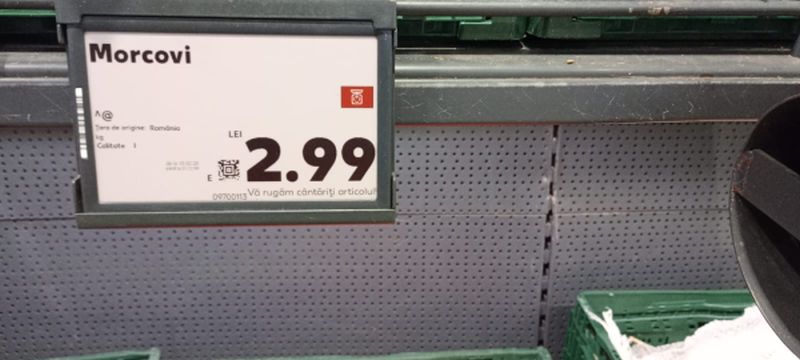 Morcovi
^@
Țara de origine: România
kg
Calitate I
LEI
2.99
E
09700113
Vă rugăm cântăriți articolul!